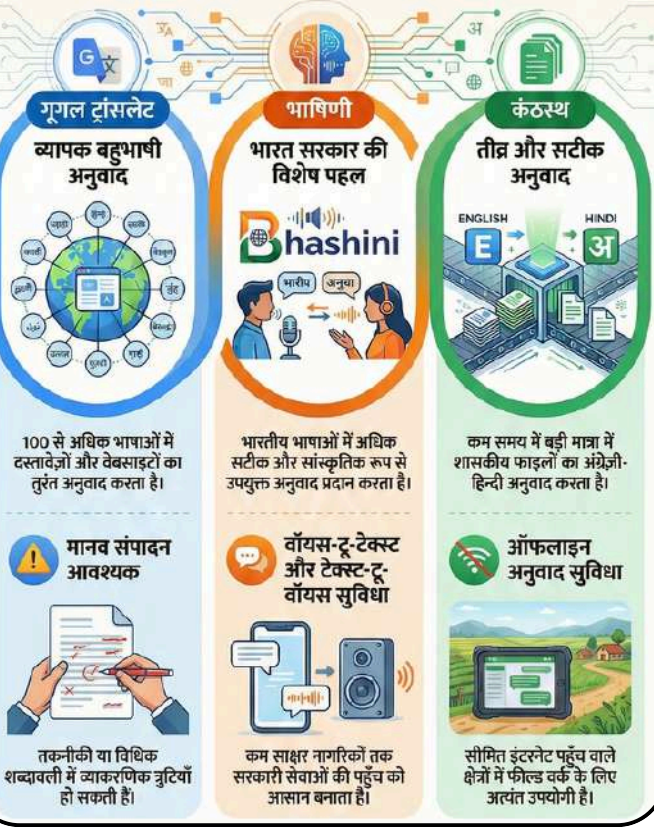 गूगल ट्रांसलेट
व्यापक बहुभाषी
अनुवाद
100 से अधिक भाषाओं में
दस्तावेज़ों और वेबसाइटों का
तुरंत अनुवाद करता है।
मानव संपादन
आवश्यक
तकनीकी या विधिक
शब्दावली में व्याकरणिक त्रुटियाँ
हो सकती हैं।
भाषिणी
भारत सरकार की
विशेष पहल
Bhashini
भारीप
अनुचा
भारतीय भाषाओं में अधिक
सटीक और सांस्कृतिक रूप से
उपयुक्त अनुवाद प्रदान करता है।
वॉयस-टू-टेक्स्ट
और टेक्स्ट-टू-
वॉयस सुविधा
कम साक्षर नागरिकों तक
सरकारी सेवाओं की पहुँच को
आसान बनाता है।
अ
कंठस्थ
तीव्र और सटीक
अनुवाद
ENGLISH
HINDI
E
अ
कम समय में बड़ी मात्रा में
शासकीय फाइलों का अंग्रेज़ी-
हिन्दी अनुवाद करता है।
ऑफलाइन
अनुवाद सुविधा
सीमित इंटरनेट पहुँच वाले
क्षेत्रों में फील्ड वर्क के लिए
अत्यंत उपयोगी है।